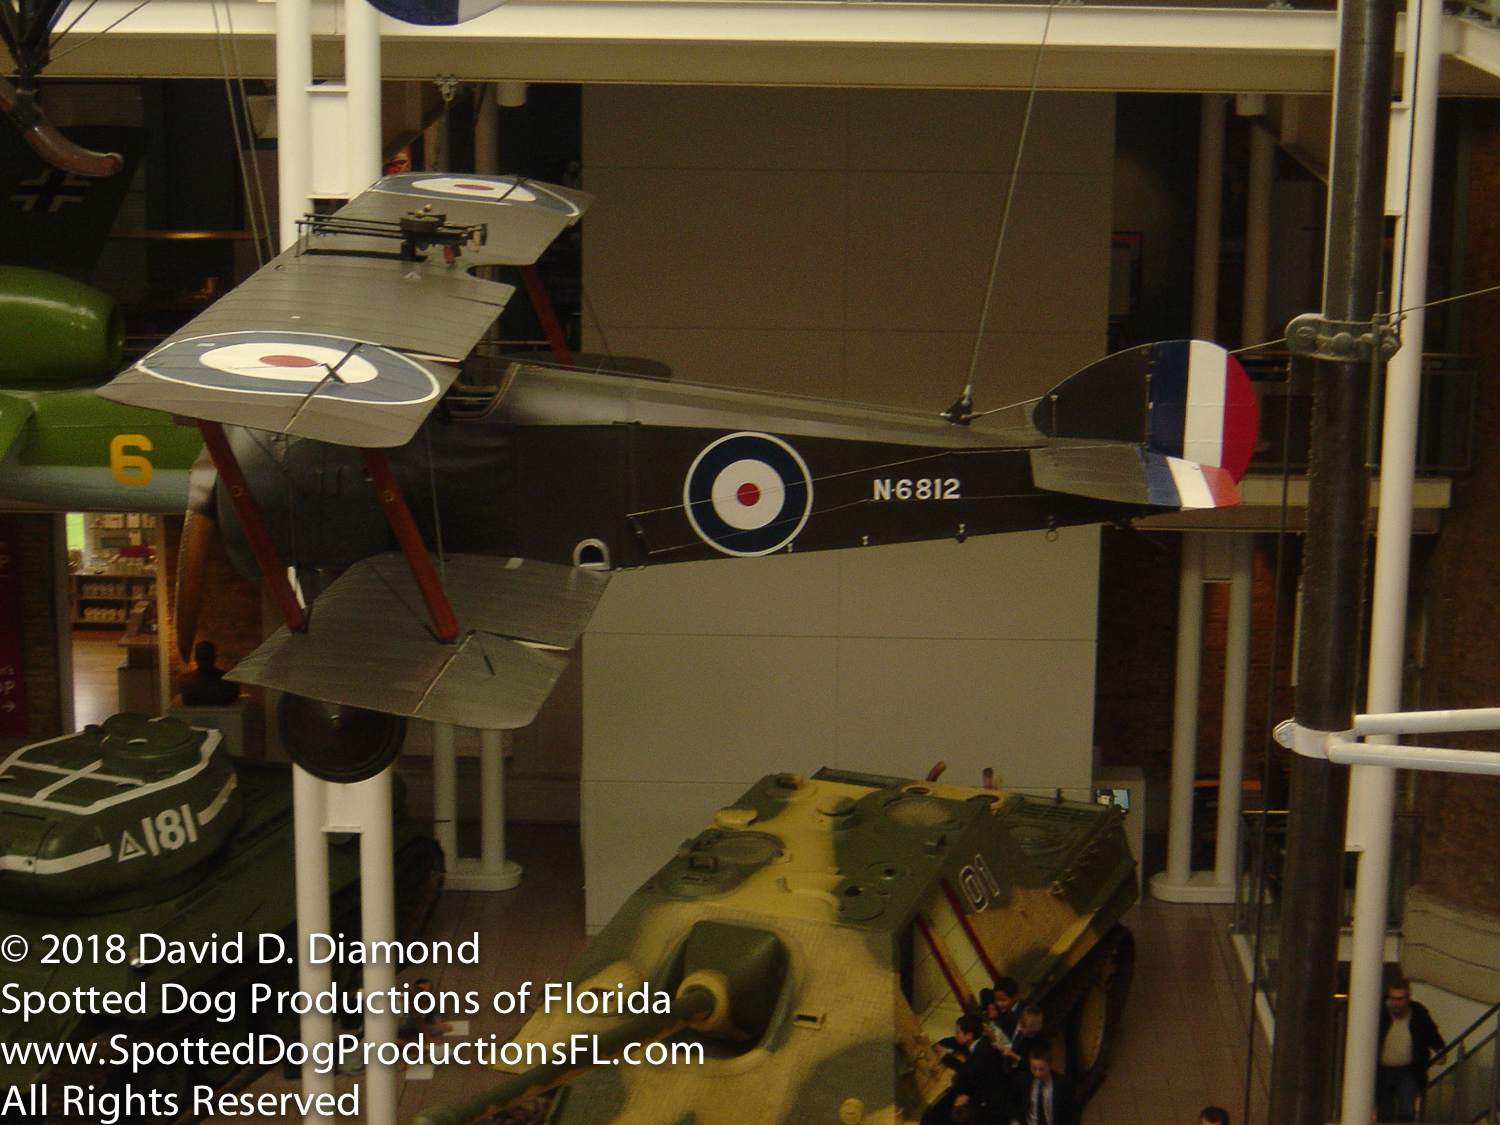 6
N6812
181
01
© 2018 David D. Diamond
Spotted Dog Productions of Florida
www.SpottedDogProductionsFL.com
All Rights Reserved